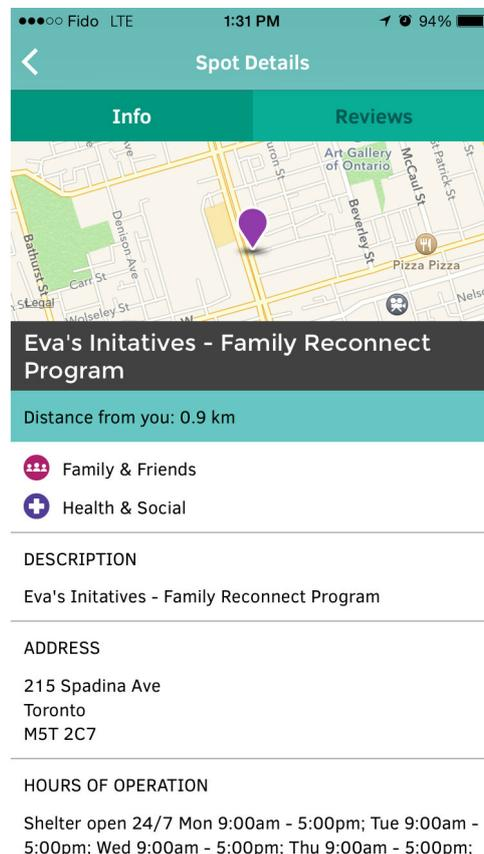 Fido LTE 1:31 PM 94%
Spot Details
Info Reviews
Art Gallery
of Ontario
McCaul St
Beverley St
Denison Ave
Bathurst St
Carr St
Pizza Pizza
Legal
Wolseley St
Eva's Initatives - Family Reconnect
Program
Distance from you: 0.9 km
Family & Friends
Health & Social
DESCRIPTION
Eva's Initatives - Family Reconnect Program
ADDRESS
215 Spadina Ave
Toronto
M5T 2C7
HOURS OF OPERATION
Shelter open 24/7 Mon 9:00am - 5:00pm; Tue 9:00am -
5:00pm; Wed 9:00am - 5:00pm; Thu 9:00am - 5:00pm;